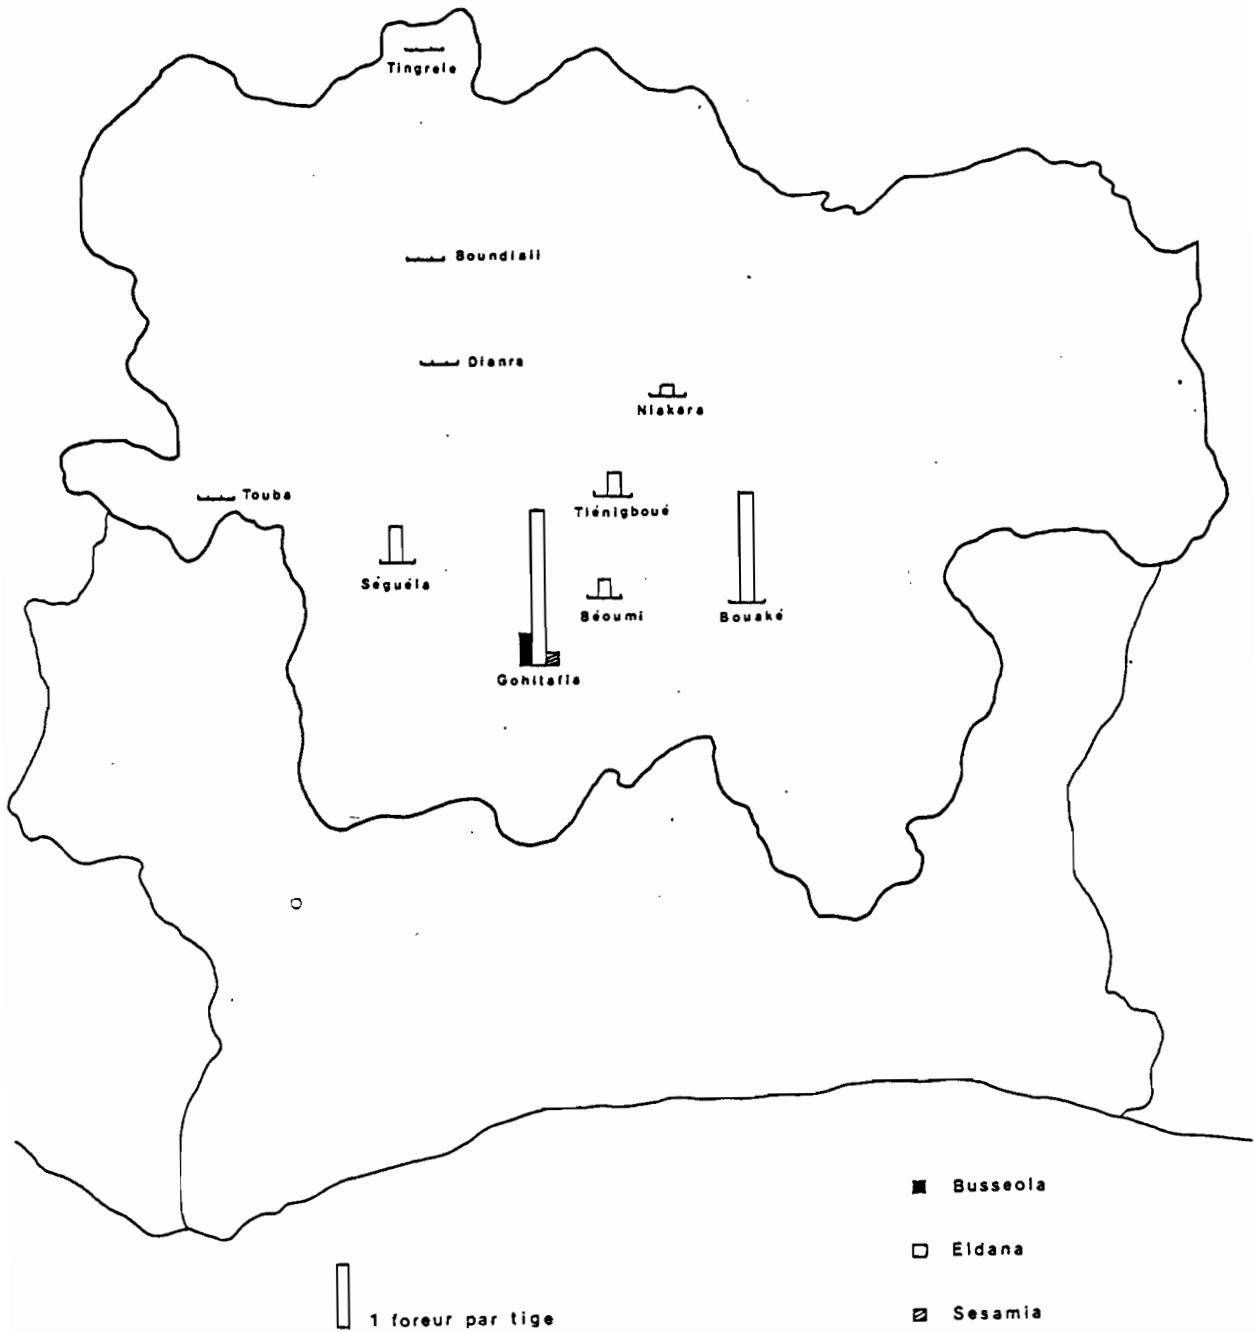 Tingrele
Boundiali
Dianra
Niakara
Touba
Tiénigboué
Séguéla
Béoumi
Bouaké
Gohitafla
Busseola
Eldana
1 foreur par tige
Sesamia